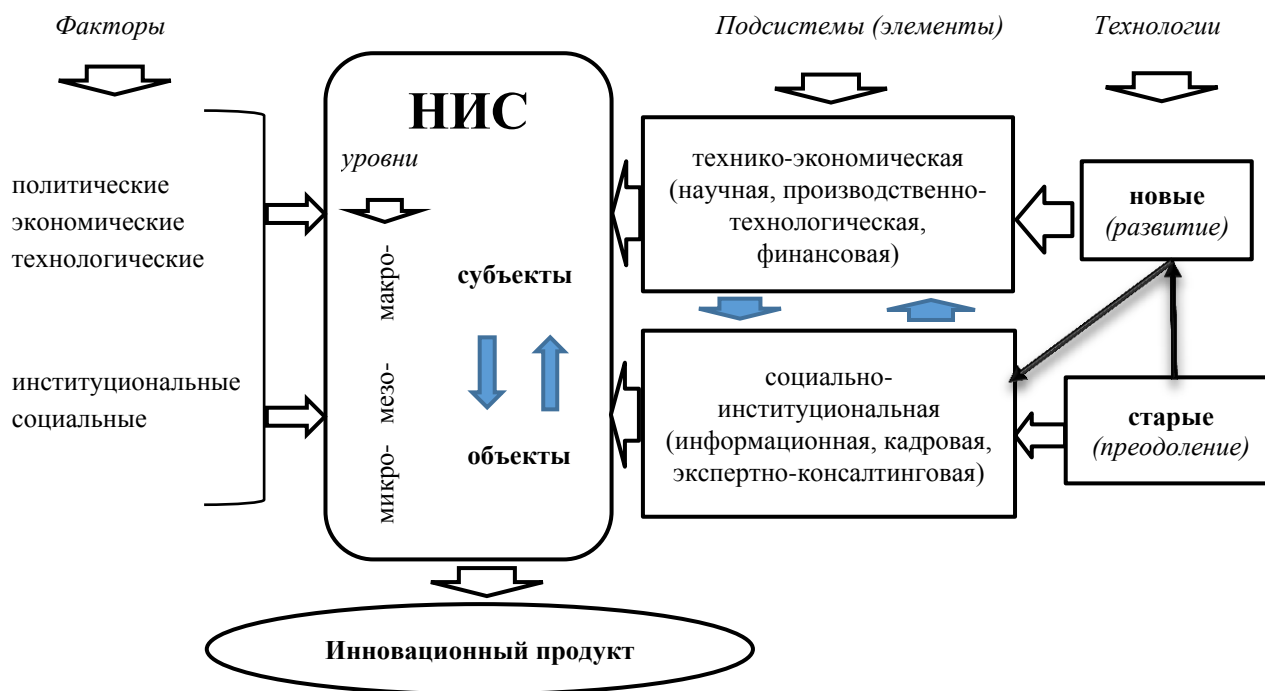 Факторы
Подсистемы (элементы)
Технологии
НИС
уровни
макро-
мезо-
микро-
субъекты
объекты
политические
экономические
технологические
институциональные
социальные
технико-экономическая
(научная, производственно-
технологическая,
финансовая)
социально-
институциональная
(информационная, кадровая,
экспертно-консалтинговая)
новые
(развитие)
старые
(преодоление)
Инновационный продукт